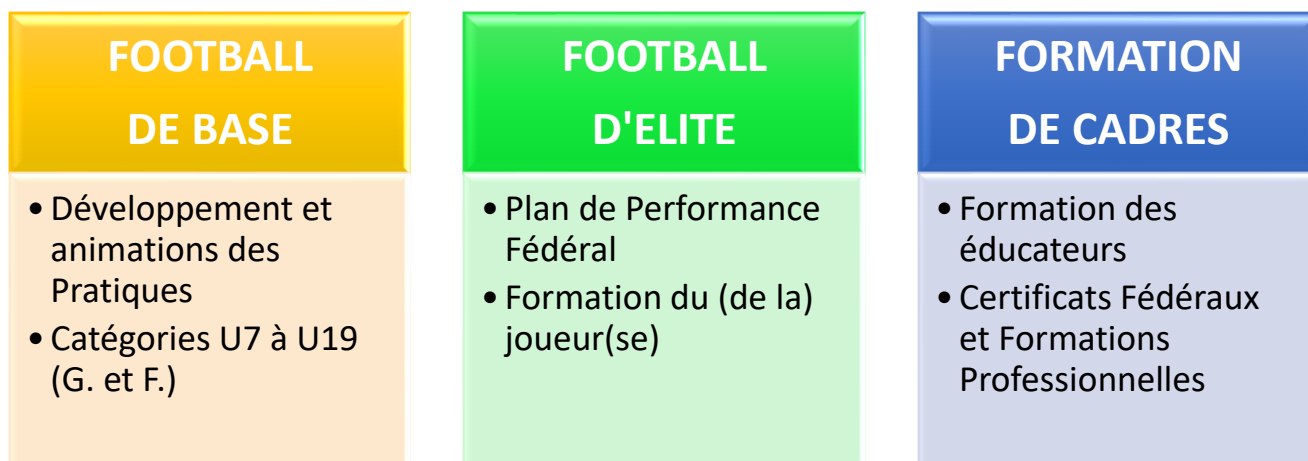 FOOTBALL
DE BASE
• Développement et
animations des
Pratiques
• Catégories U7 à U19
(G. et F.)
FOOTBALL
D'ELITE
• Plan de Performance
Fédéral
• Formation du (de la)
joueur(se)
FORMATION
DE CADRES
• Formation des
éducateurs
• Certificats Fédéraux
et Formations
Professionnelles